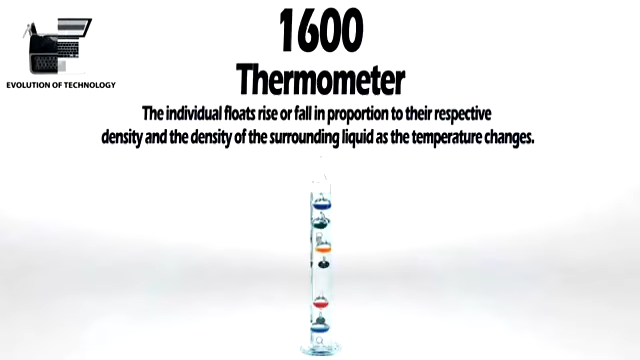 1600
Thermometer
EVOLUTION OF TECHNOLOGY
The individual floats rise or fall in proportion to their respective
density and the density of the surrounding liquid as the temperature changes.